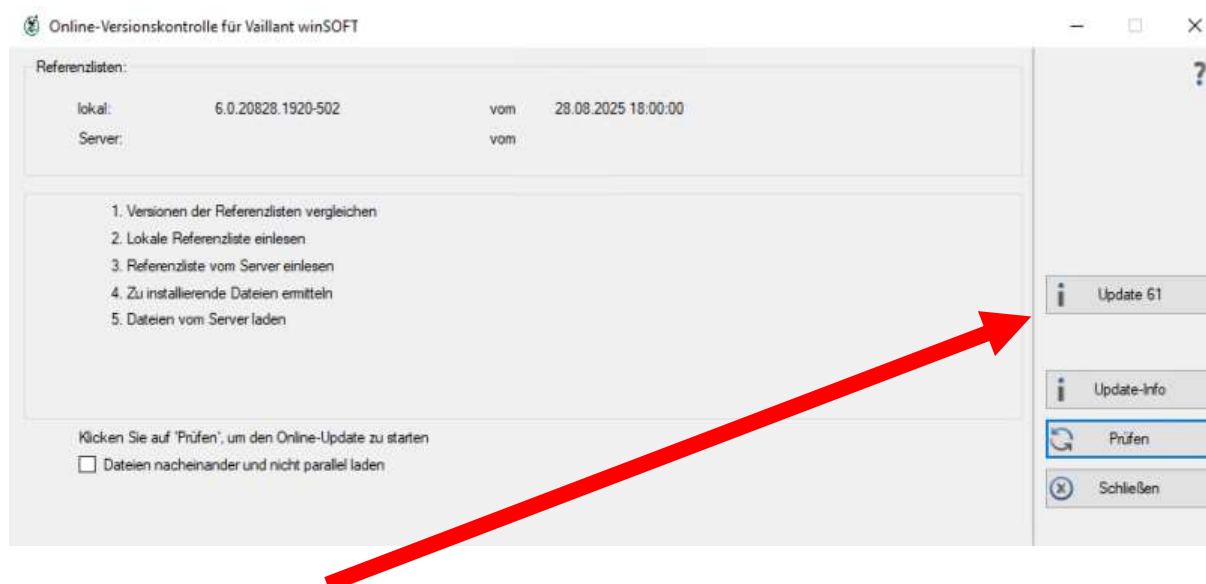 Online-Versionskontrolle für Vaillant winSOFT
?
Referenzlisten:
lokal: 6.0.20828.1920-502 vom 28.08.2025 18:00:00
Server: vom
1. Versionen der Referenzlisten vergleichen
2. Lokale Referenzliste einlesen
3. Referenzliste vom Server einlesen
4. Zu installierende Dateien ermitteln
5. Dateien vom Server laden
Update 61
Update-Info
Klicken Sie auf 'Prüfen', um den Online-Update zu starten
Prüfen
Dateien nacheinander und nicht parallel laden
Schließen